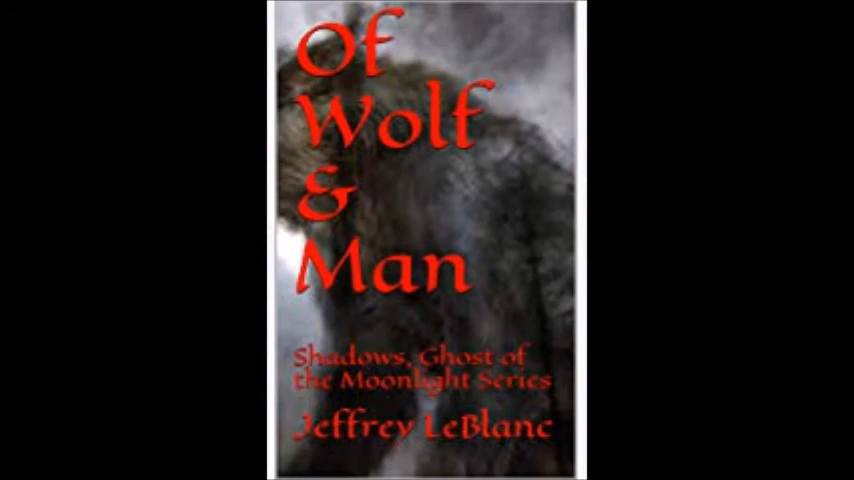 Of
Wolf
&
Man
Shadows, Ghost of
the Moonlight Series
Jeffrey LeBlanc